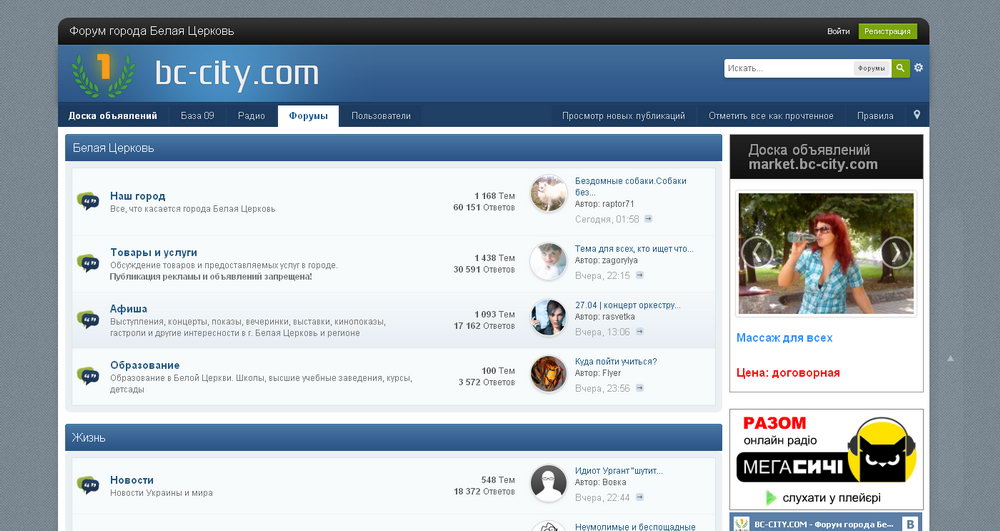 Форум города Белая Церковь
Войти
Регистрация
1
bc-city.com
Искать...
Форумы
Доска объявлений
База 09
Радио
Форумы
Пользователи
Просмотр новых публикаций
Отметить все как прочтенное
Правила
Белая Церковь
Наш город
Все, что касается города Белая Церковь
1 168 Тем
60 151 Ответов
Бездомные собаки.Собаки
без...
Автор: raptor71
Сегодня, 01:58
Товары и услуги
Обсуждение товаров и предоставляемых услуг в городе.
Публикация рекламы и объявлений запрещена!
1 438 Тем
30 591 Ответов
Тема для всех, кто ищет что...
Автор: zagorylya
Вчера, 22:15
Афиша
Выступления, концерты, показы, вечеринки, выставки, кинопоказы,
гастроли и другие интересности в г. Белая Церковь и регионе
1 093 Тем
17 162 Ответов
27.04 | концерт оркестру...
Автор: rasvetka
Вчера, 13:06
Образование
Образование в Белой Церкви. Школы, высшие учебные заведения, курсы,
детсады
100 Тем
3 572 Ответов
Куда пойти учиться?
Автор: Flyer
Вчера, 23:56
Жизнь
Новости
Новости Украины и мира
548 Тем
18 372 Ответов
Идиот Ургант "шутит...
Автор: Вовка
Вчера, 22:44
Неумолимые и беспощадные
Доска объявлений
market.bc-city.com
Массаж для всех
Цена: договорная
РАЗОМ
онлайн радіо
МЕГАСИЧІ
слухати у плеєрі
BC-CITY.COM - Форум города Бе...
В